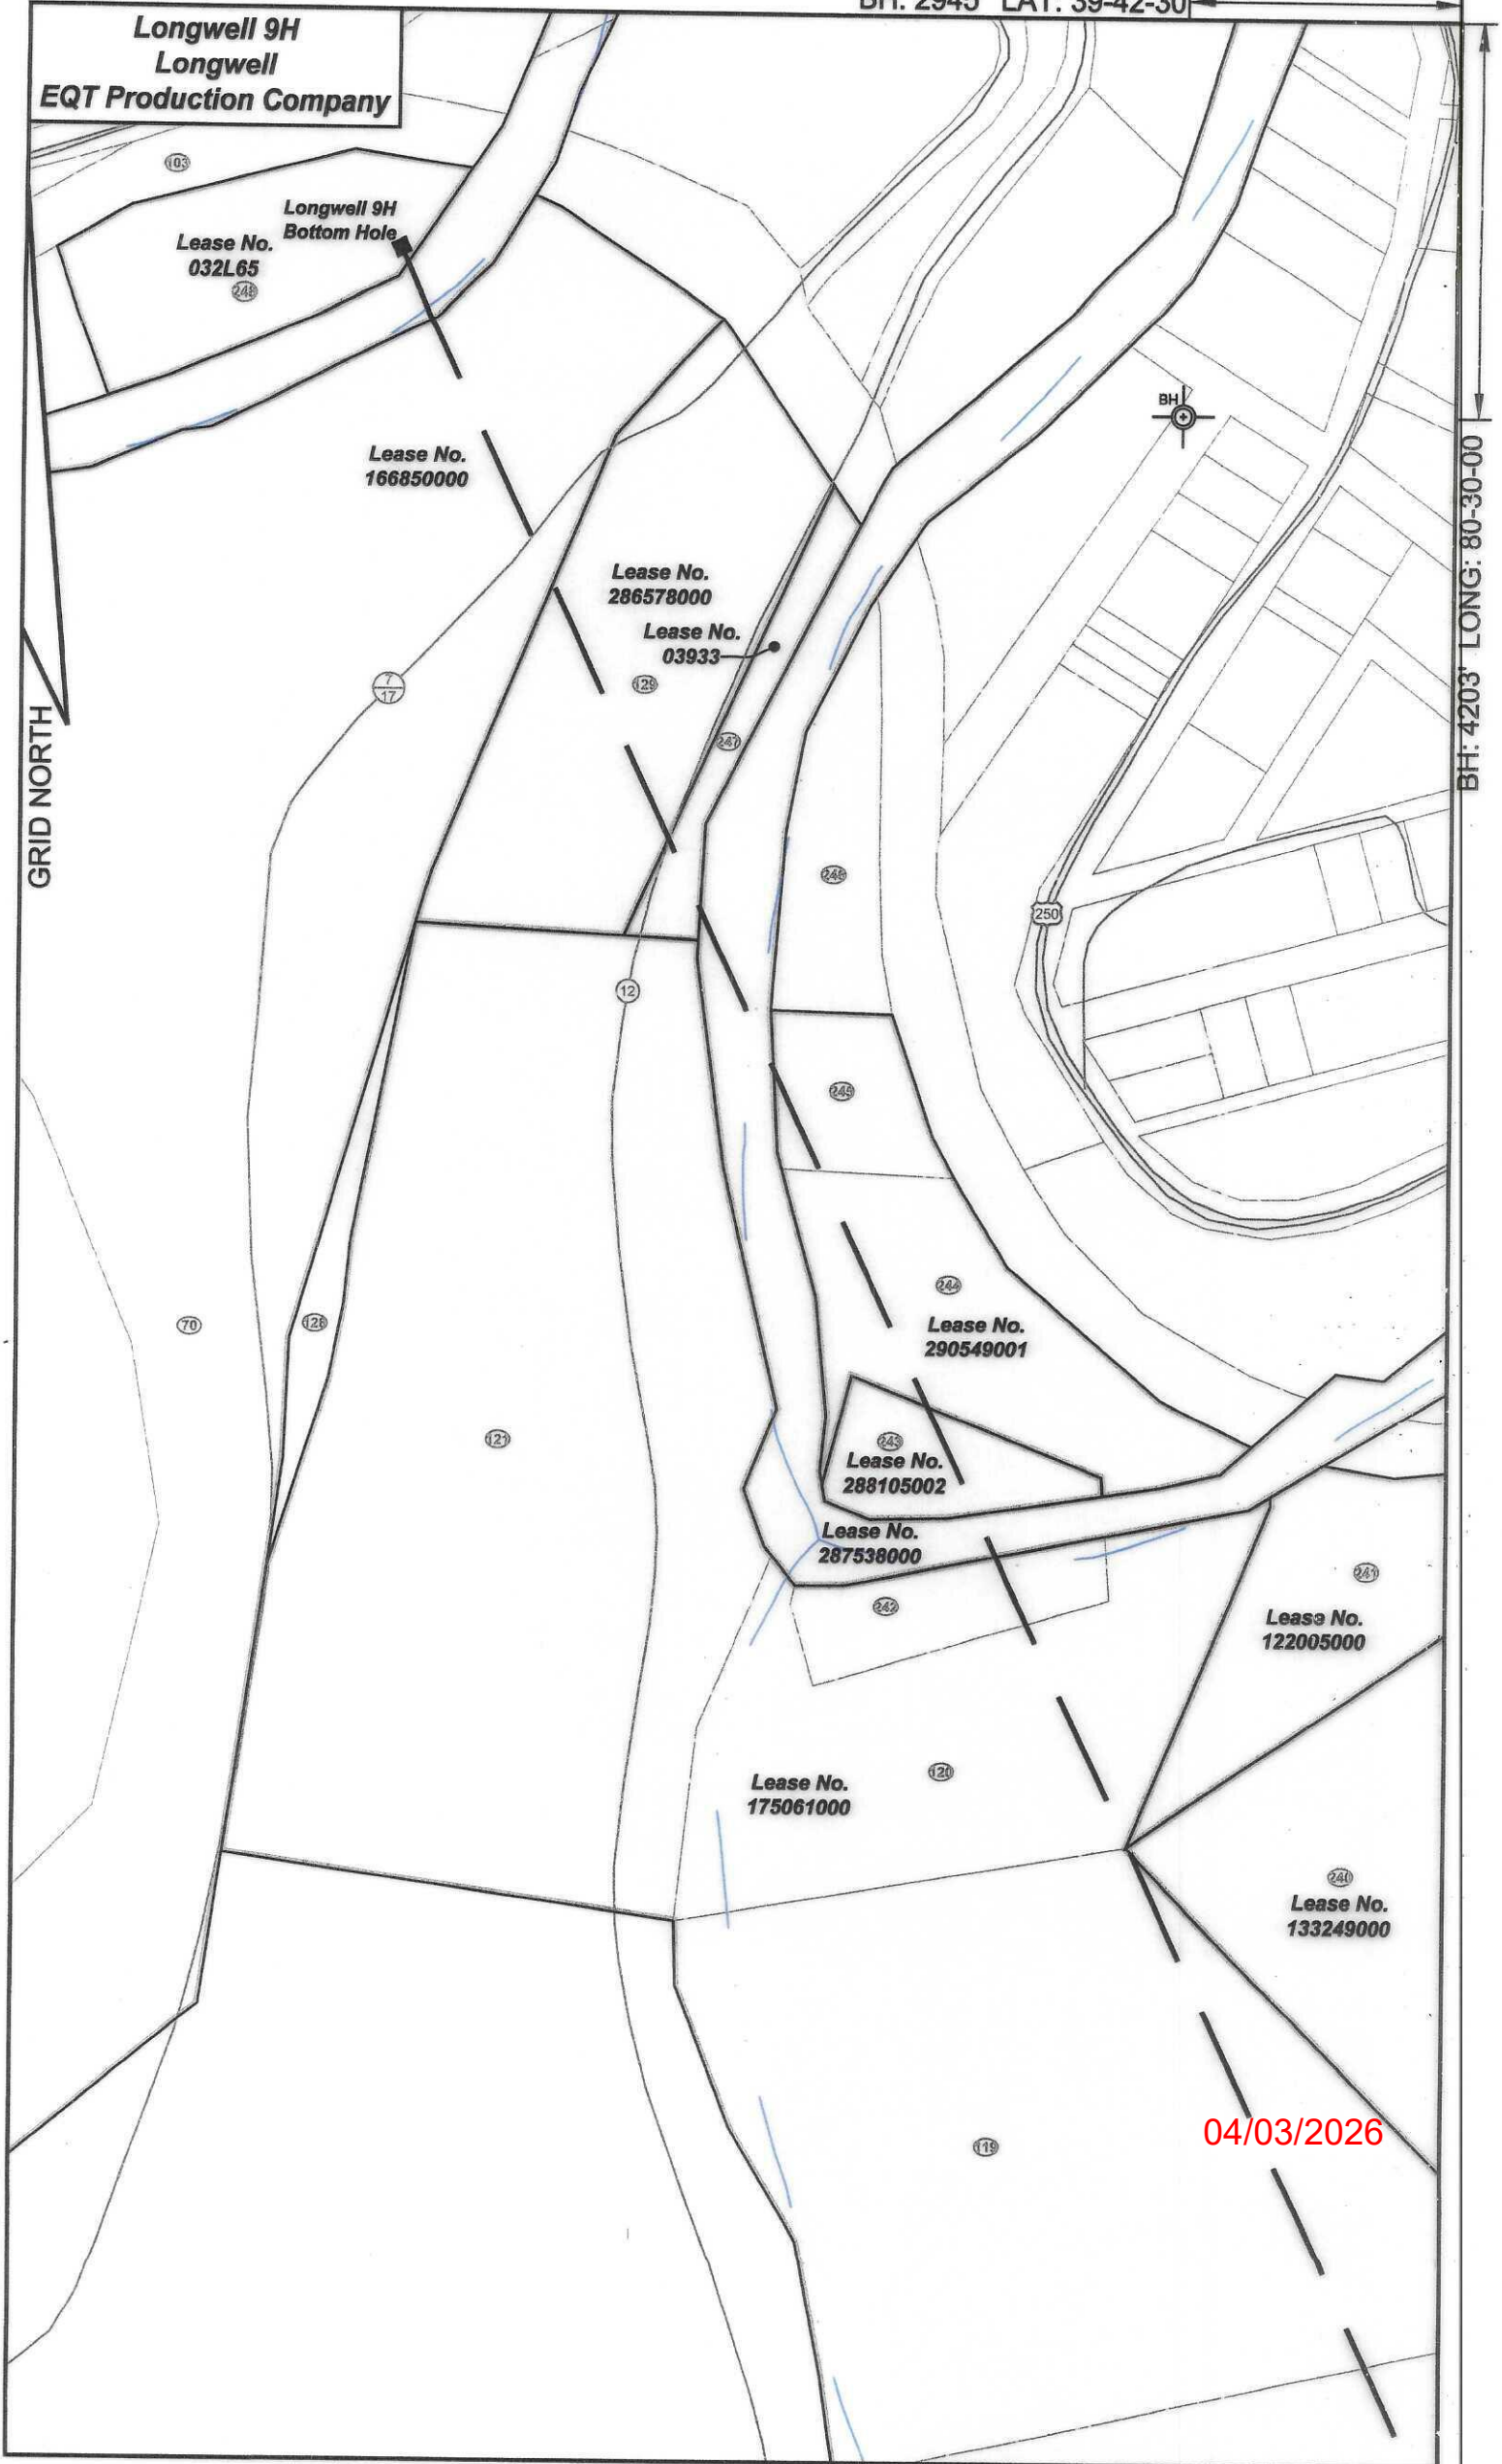 BH: 2945' LAT: 39-42-30
Longwell 9H
Longwell
EQT Production Company
103
Longwell 9H
Bottom Hole
Lease No.
032L65
248
BH
Lease No.
166850000
BH: 4203' LONG: 80-30-00
Lease No.
286578000
Lease No.
03933
129
7
17
247
GRID NORTH
246
250
12
245
244
70
128
Lease No.
290549001
121
243
Lease No.
288105002
Lease No.
287538000
242
241
Lease No.
122005000
120
Lease No.
175061000
240
Lease No.
133249000
04/03/2026
119